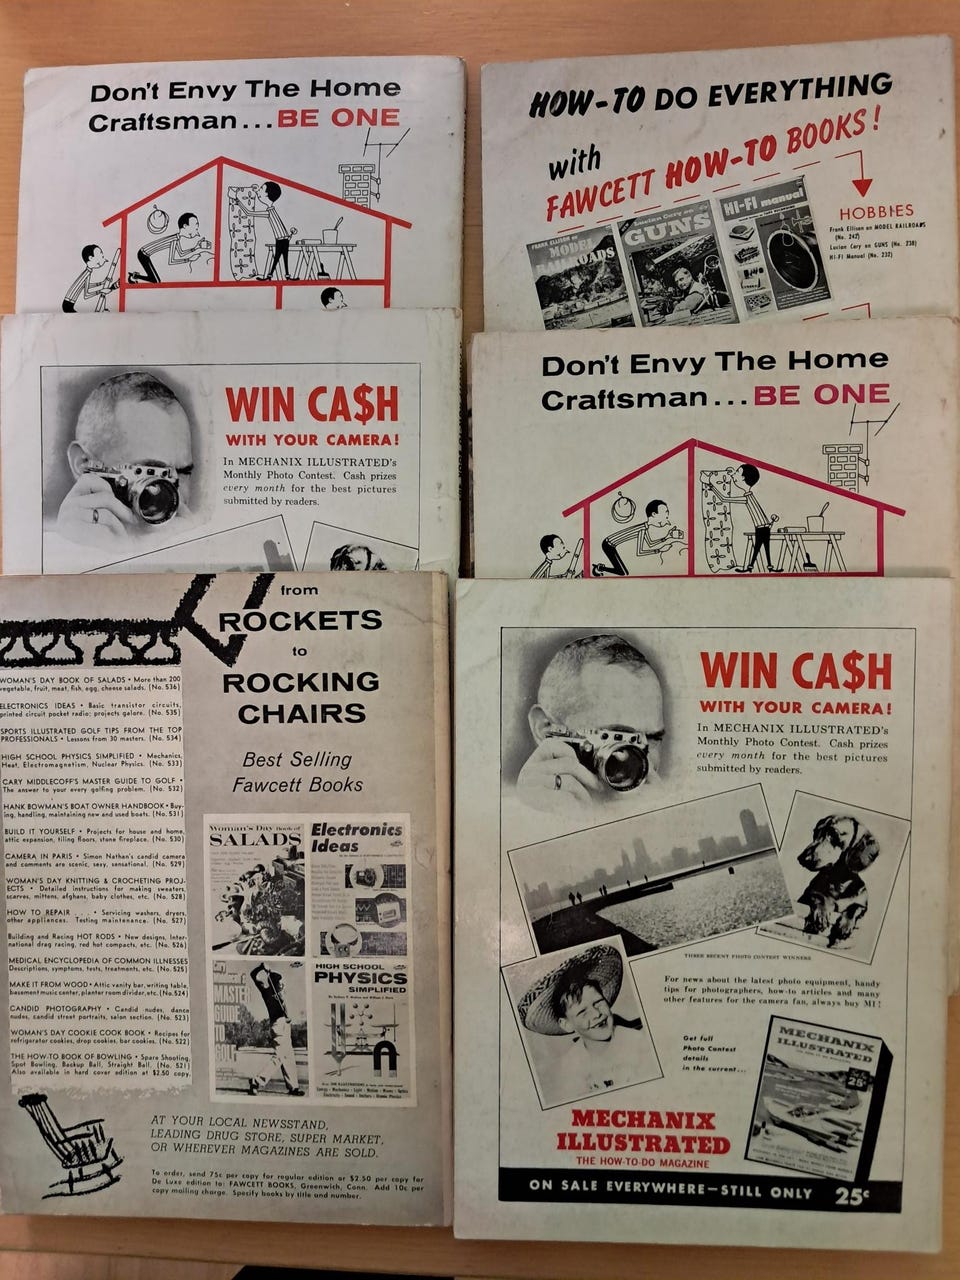 Don't Envy The Home
Craftsman...BE ONE
HOW-TO DO EVERYTHING
with
FAWCETT HOW-TO BOOKS!
FRANK ELLISON on
MODEL
RAILROADS
Lucian Cary on
GUNS
HI-FI manual
HOBBIES
Frank Ellison on MODEL RAILROADS
(No. 242)
Lucian Cary on GUNS (No. 238)
HI-FI Manual (No. 232)
WIN CA$H
WITH YOUR CAMERA!
In MECHANIX ILLUSTRATED's
Monthly Photo Contest. Cash prizes
every month for the best pictures
submitted by readers.
Don't Envy The Home
Craftsman...BE ONE
from
ROCKETS
to
ROCKING
CHAIRS
Best Selling
Fawcett Books
WOMAN'S DAY BOOK OF SALADS • More than 200
vegetable, fruit, meat, fish, egg, cheese salads. (No. 536)
ELECTRONICS IDEAS • Basic transistor circuits,
printed circuit pocket radio; projects galore. (No. 535)
SPORTS ILLUSTRATED GOLF TIPS FROM THE TOP
PROFESSIONALS • Lessons from 30 masters. (No. 534)
HIGH SCHOOL PHYSICS SIMPLIFIED • Mechanics,
Heat, Electromagnetism, Nuclear Physics. (No. 533)
CARY MIDDLECOFF'S MASTER GUIDE TO GOLF •
The answer to your every golfing problem. (No. 532)
HANK BOWMAN'S BOAT OWNER HANDBOOK • Buy-
ing, handling, maintaining new and used boats. (No. 531)
BUILD IT YOURSELF • Projects for house and home,
attic expansion, tiling floors, stone fireplace. (No. 530)
CAMERA IN PARIS • Simon Nathan's candid camera
and comments are scenic, sexy, sensational. (No. 529)
WOMAN'S DAY KNITTING & CROCHETING PROJ-
ECTS • Detailed instructions for making sweaters,
scarves, mittens, afghans, baby clothes, etc. (No. 528)
HOW TO REPAIR . . . • Servicing washers, dryers,
other appliances. Testing maintenance. (No. 527)
Building and Racing HOT RODS • New designs, Inter-
national drag racing, red hot compacts, etc. (No. 526)
MEDICAL ENCYCLOPEDIA OF COMMON ILLNESSES
Descriptions, symptoms, tests, treatments, etc. (No. 525)
MAKE IT FROM WOOD • Attic vanity bar, writing table,
basement music center, planter room divider, etc. (No. 524)
CANDID PHOTOGRAPHY • Candid nudes, dance
nudes, candid street portraits, salon section. (No. 523)
WOMAN'S DAY COOKIE COOK BOOK • Recipes for
refrigerator cookies, drop cookies, bar cookies. (No. 522)
THE HOW-TO BOOK OF BOWLING • Spare Shooting,
Spot Bowling, Backup Ball, Straight Ball. (No. 521)
Also available in hard cover edition at $2.50 copy.
Woman's Day Book of
SALADS
Electronics
Ideas
MASTER
GUIDE
TO
GOLF
HIGH SCHOOL
PHYSICS
SIMPLIFIED
AT YOUR LOCAL NEWSSTAND,
LEADING DRUG STORE, SUPER MARKET,
OR WHEREVER MAGAZINES ARE SOLD.
To order, send 75c per copy for regular edition or $2.50 per copy for
De Luxe edition to: FAWCETT BOOKS, Greenwich, Conn. Add 10c per
copy mailing charge. Specify books by title and number.
WIN CA$H
WITH YOUR CAMERA!
In MECHANIX ILLUSTRATED's
Monthly Photo Contest. Cash prizes
every month for the best pictures
submitted by readers.
THREE RECENT PHOTO CONTEST WINNERS
For news about the latest photo equipment, handy
tips for photographers, how-to articles and many
other features for the camera fan, always buy MI!
Get full
Photo Contest
details
in the current...
MECHANIX
ILLUSTRATED
25¢
MECHANIX
ILLUSTRATED
THE HOW-TO-DO MAGAZINE
ON SALE EVERYWHERE—STILL ONLY 25¢